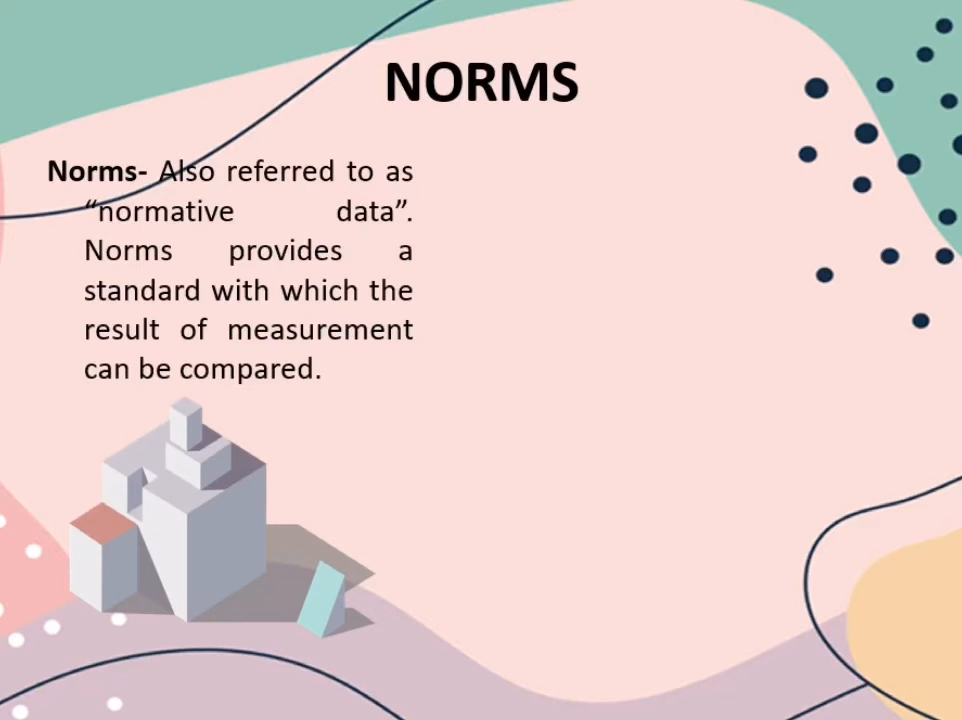 NORMS
Norms- Also referred to as
“normative data”.
Norms provides a
standard with which the
result of measurement
can be compared.